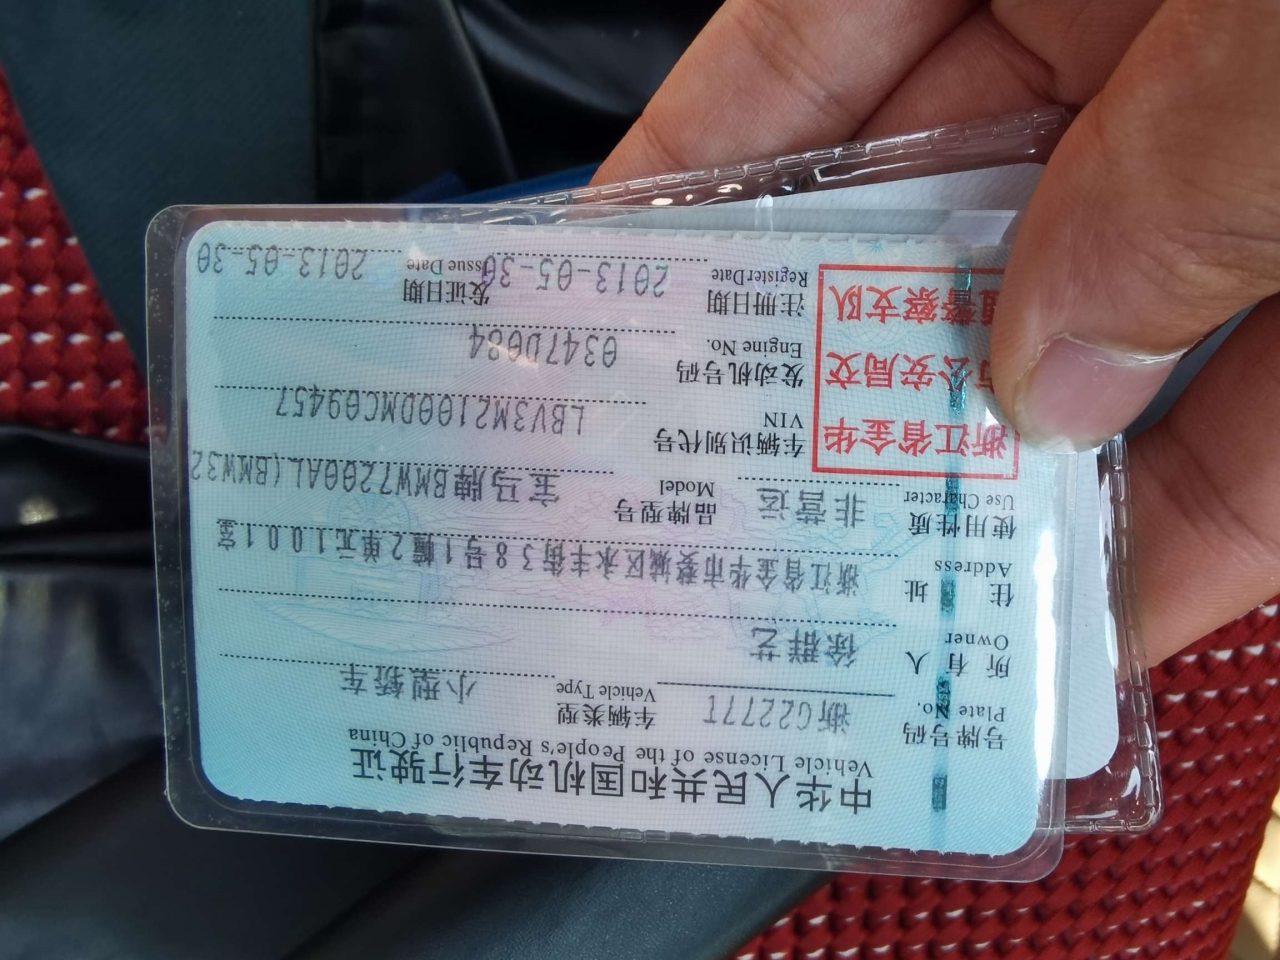 中华人民共和国机动车行驶证
Vehicle License of the People's Republic of China
号牌号码 浙G2277T 车辆类型 小型轿车
Plate No. Vehicle Type
所有人 徐群艺
Owner
住址 浙江省金华市婺城区永丰街38号1幢2单元1001室
Address
使用性质 非营运 品牌型号 宝马牌BMW7200AL(BMW32
Use Character Model
浙江省金华
公安局交
警察支队
车辆识别代号 LBV3M2100DMC09457
VIN
发动机号码 0347D084
Engine No.
注册日期 2013-05-30 发证日期 2013-05-30
Register Date Issue Date